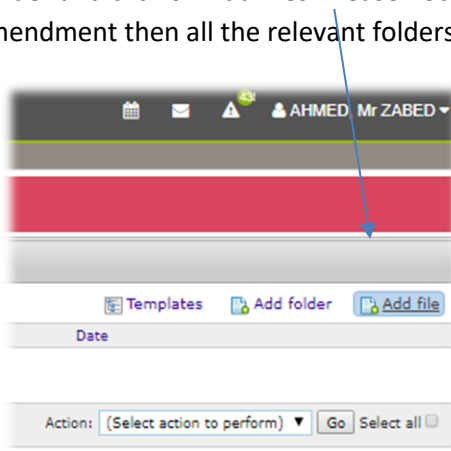 mendment then all the relevant folders
AHMED, Mr ZABED
Templates Add folder Add file
Date
Action: (Select action to perform) Go Select all